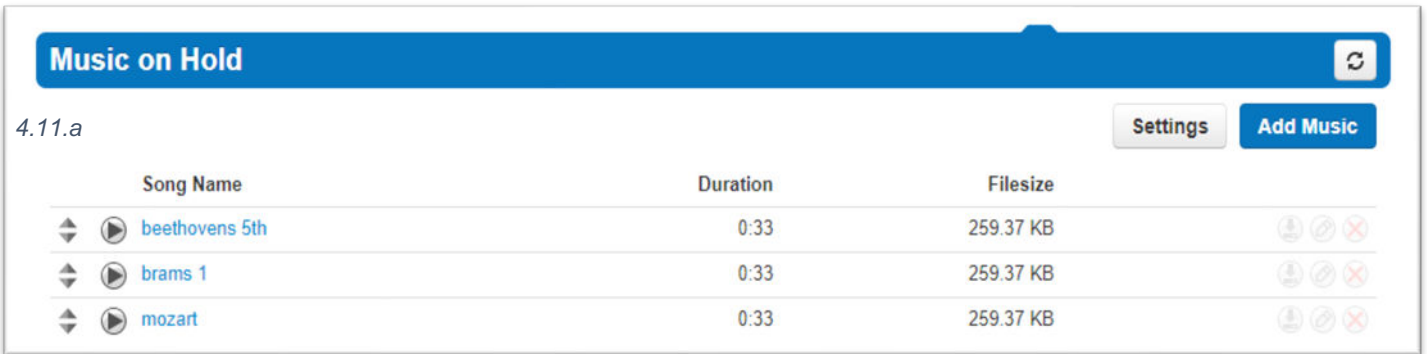 Music on Hold
4.11.a
Settings Add Music
Song Name Duration Filesize
beethovens 5th 0:33 259.37 KB
brams 1 0:33 259.37 KB
mozart 0:33 259.37 KB